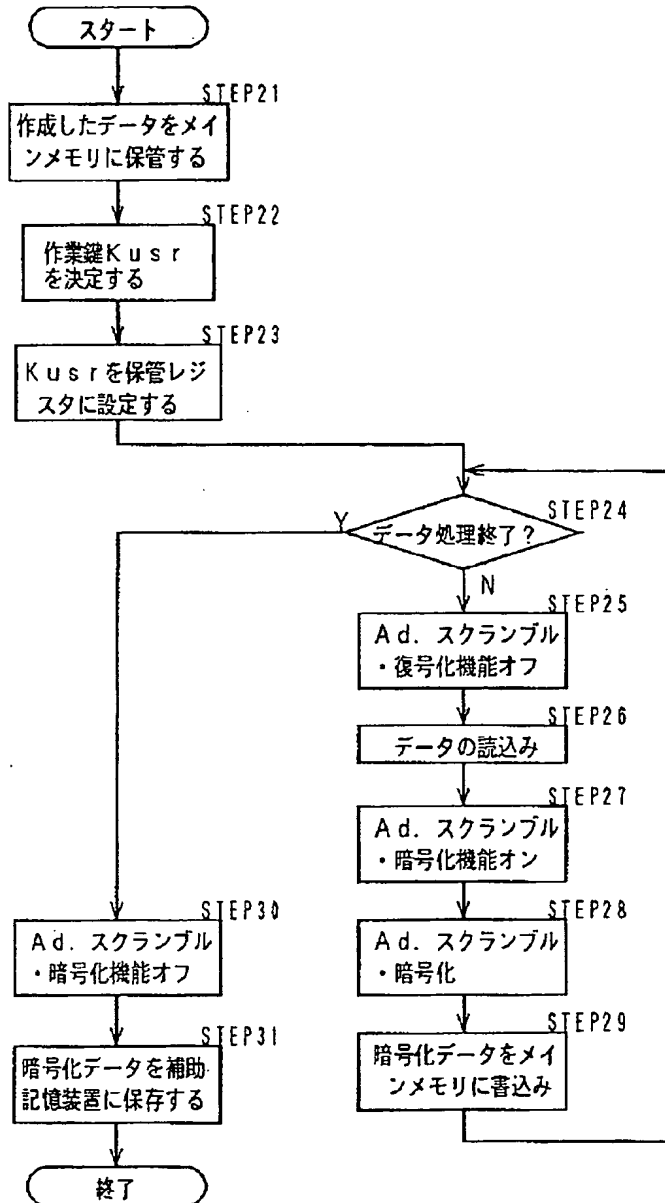 スタート
STEP21
作成したデータをメイ
ンメモリに保管する
STEP22
作業鍵Kusr
を決定する
STEP23
Kusrを保管レジ
スタに設定する
STEP24
データ処理終了?
Y
N
STEP25
Ad. スクランブル
・復号化機能オフ
STEP26
データの読込み
STEP27
Ad. スクランブル
・暗号化機能オン
STEP28
Ad. スクランブル
・暗号化
STEP29
暗号化データをメイ
ンメモリに書込み
STEP30
Ad. スクランブル
・暗号化機能オフ
STEP31
暗号化データを補助
記憶装置に保存する
終了